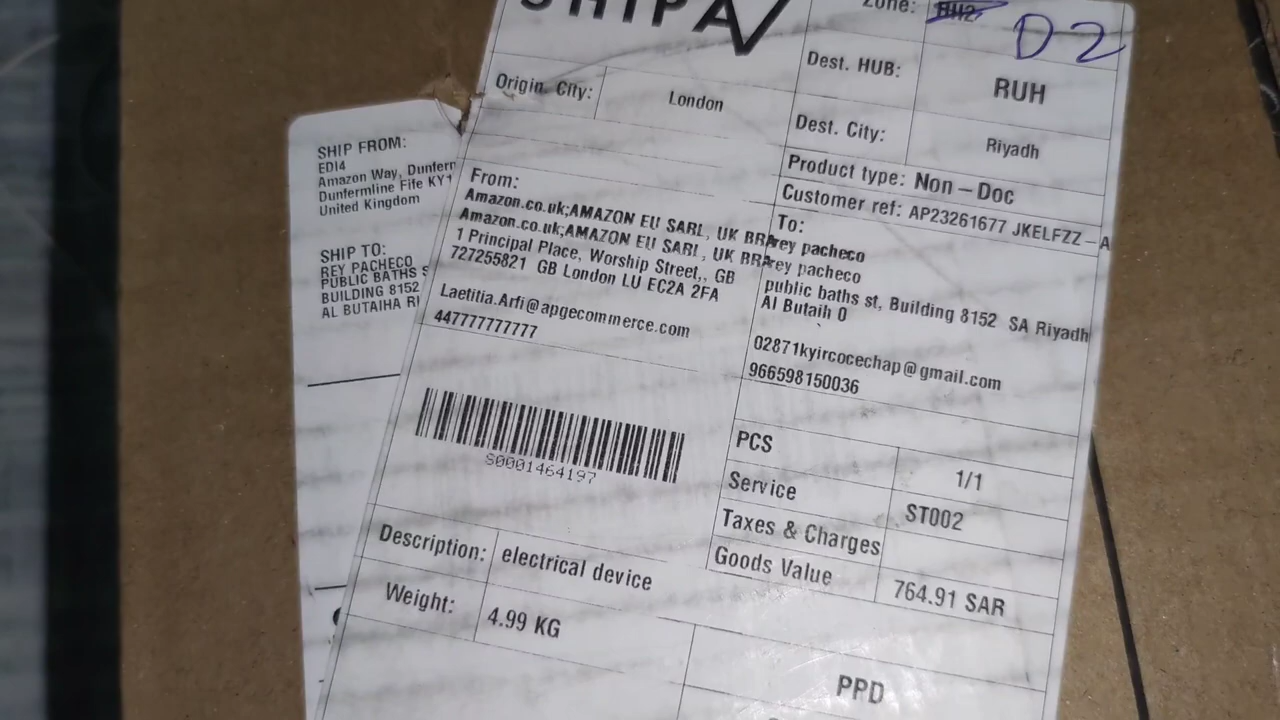 SHIPA
Zone:
D2
Dest. HUB: RUH
Origin. City: London
Dest. City: Riyadh
Product type: Non – Doc
Customer ref: AP23261677 JKELFZZ – A
SHIP FROM:
EDI4
Amazon Way, Dunferm
Dunfermline Fife KY1
United Kingdom
SHIP TO:
REY PACHECO
PUBLIC BATHS S
BUILDING 8152
AL BUTAIHA RI
From:
Amazon.co.uk;AMAZON EU SARL, UK BRA
Amazon.co.uk;AMAZON EU SARL, UK BRA
1 Principal Place, Worship Street,, GB
727255821 GB London LU EC2A 2FA
Laetitia.Arfi@apgecommerce.com
447777777777
To:
rey pacheco
rey pacheco
public baths st, Building 8152 SA Riyadh
Al Butaih 0
02871kyircocechap@gmail.com
966598150036
S0001464197
PCS 1/1
Service ST002
Taxes & Charges
Goods Value 764.91 SAR
Description: electrical device
Weight: 4.99 KG
PPD